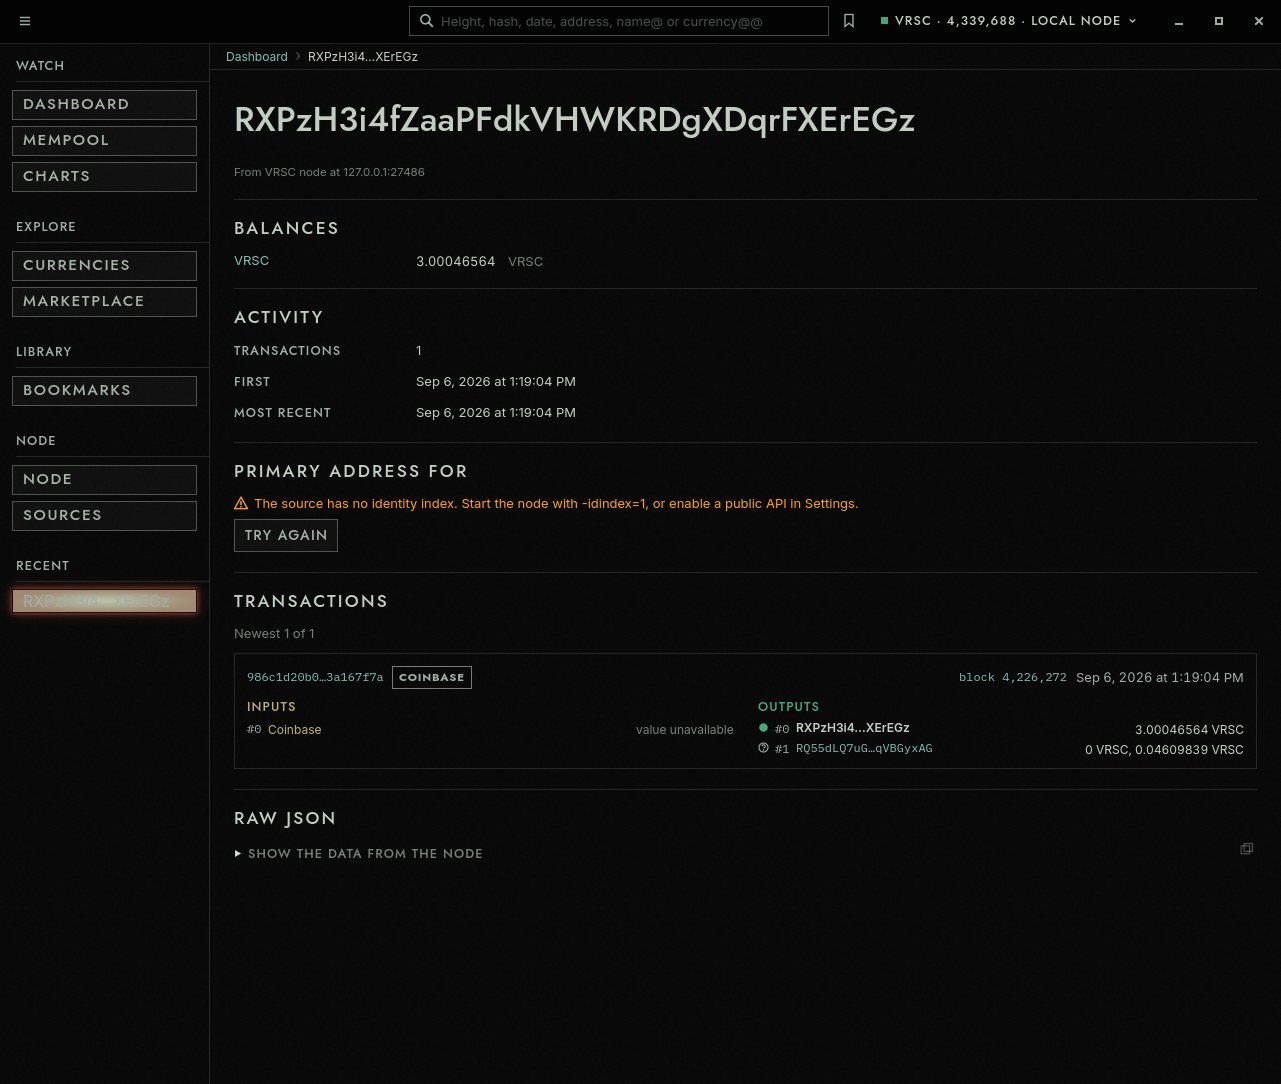 Height, hash, date, address, name@ or currency@@
VRSC · 4,339,688 · LOCAL NODE
WATCH
DASHBOARD
MEMPOOL
CHARTS
EXPLORE
CURRENCIES
MARKETPLACE
LIBRARY
BOOKMARKS
NODE
NODE
SOURCES
RECENT
RXPzH3i4…XErEGz
Dashboard › RXPzH3i4…XErEGz
RXPzH3i4fZaaPFdkVHWKRDgXDqrFXErEGz
From VRSC node at 127.0.0.1:27486
BALANCES
VRSC 3.00046564 VRSC
ACTIVITY
TRANSACTIONS 1
FIRST Sep 6, 2026 at 1:19:04 PM
MOST RECENT Sep 6, 2026 at 1:19:04 PM
PRIMARY ADDRESS FOR
The source has no identity index. Start the node with -idindex=1, or enable a public API in Settings.
TRY AGAIN
TRANSACTIONS
Newest 1 of 1
986c1d20b0…3a167f7a COINBASE block 4,226,272 Sep 6, 2026 at 1:19:04 PM
INPUTS
#0 Coinbase value unavailable
OUTPUTS
#0 RXPzH3i4…XErEGz 3.00046564 VRSC
#1 RQ55dLQ7uG…qVBGyxAG 0 VRSC, 0.04609839 VRSC
RAW JSON
SHOW THE DATA FROM THE NODE